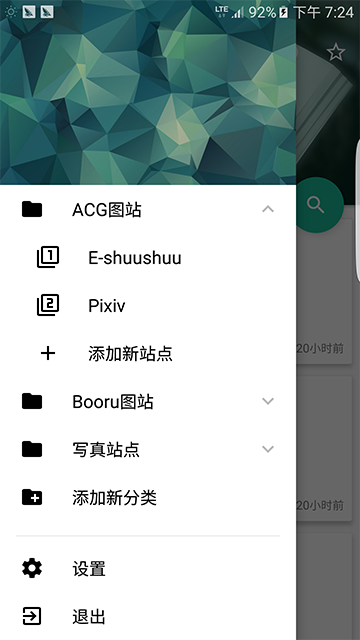 LTE 92% 下午 7:24
ACG图站
E-shuushuu
Pixiv
添加新站点
Booru图站
写真站点
添加新分类
设置
退出
20小时前
20小时前